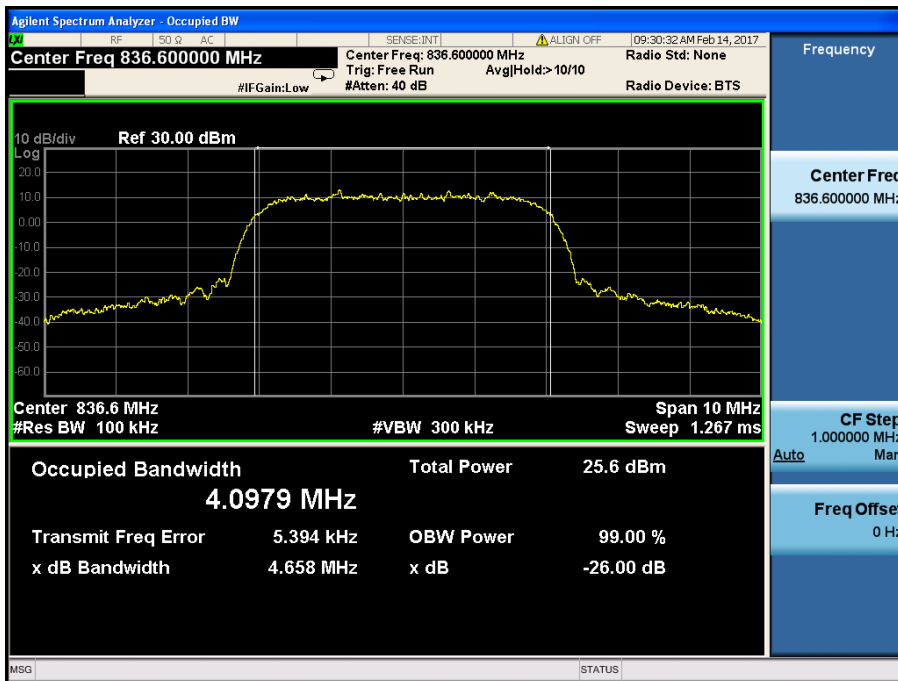 Agilent Spectrum Analyzer - Occupied BW
LXI RF 50 Ω AC SENSE:INT ALIGN OFF 09:30:32 AM Feb 14, 2017
Center Freq 836.600000 MHz
Center Freq: 836.600000 MHz
Radio Std: None
Trig: Free Run Avg|Hold:> 10/10
#IFGain:Low #Atten: 40 dB Radio Device: BTS
10 dB/div Ref 30.00 dBm
Log
20.0
10.0
0.00
-10.0
-20.0
-30.0
-40.0
-50.0
-60.0
Center 836.6 MHz Span 10 MHz
#Res BW 100 kHz #VBW 300 kHz Sweep 1.267 ms
Occupied Bandwidth Total Power 25.6 dBm
4.0979 MHz
Transmit Freq Error 5.394 kHz OBW Power 99.00 %
x dB Bandwidth 4.658 MHz x dB -26.00 dB
MSG STATUS
Frequency
Center Freq
836.600000 MHz
CF Step
1.000000 MHz
Auto Man
Freq Offset
0 Hz